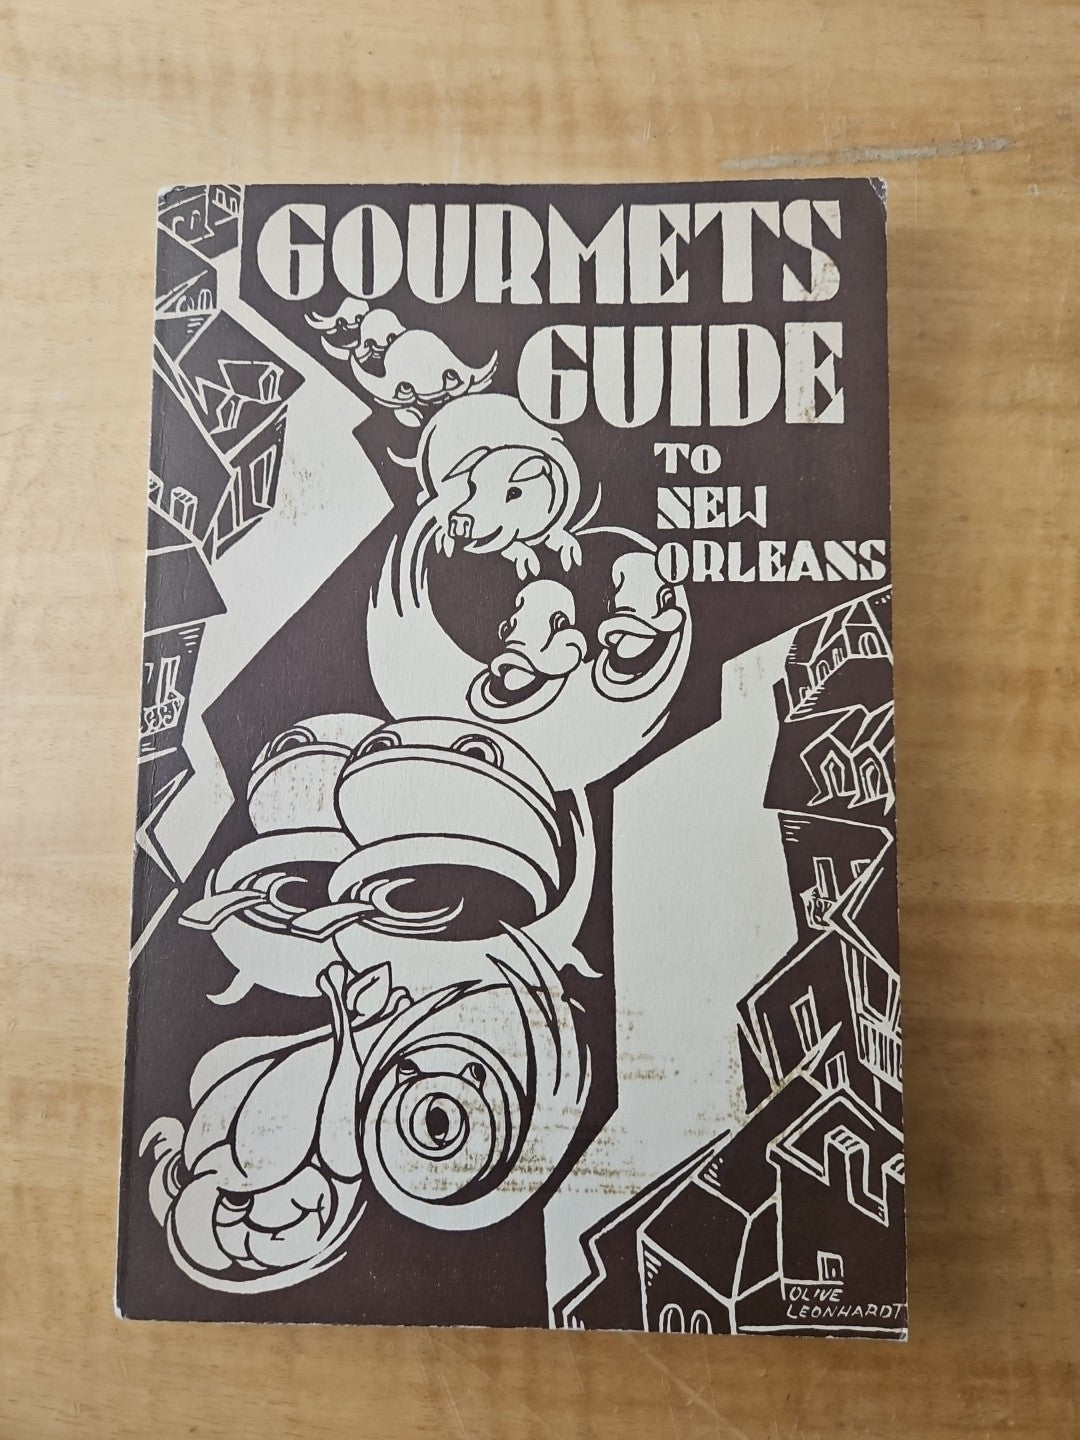 GOURMETS
GUIDE
TO
NEW
ORLEANS
OLIVE
LEONHARDT